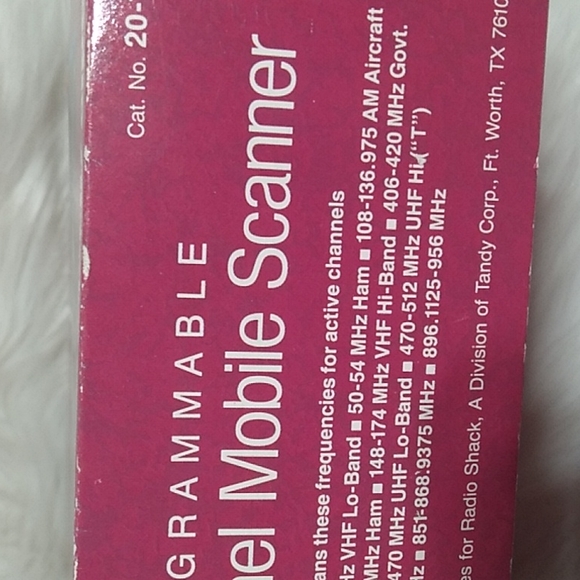 Cat. No. 20-
GRAMMABLE
nel Mobile Scanner
ans these frequencies for active channels
Hz VHF Lo-Band ■ 50-54 MHz Ham ■ 108-136.975 AM Aircraft
MHz Ham ■ 148-174 MHz VHF Hi-Band ■ 406-420 MHz Govt.
470 MHz UHF Lo-Band ■ 470-512 MHz UHF Hi ("T")
Hz ■ 851-868.9375 MHz ■ 896.1125-956 MHz
es for Radio Shack, A Division of Tandy Corp., Ft. Worth, TX 7610